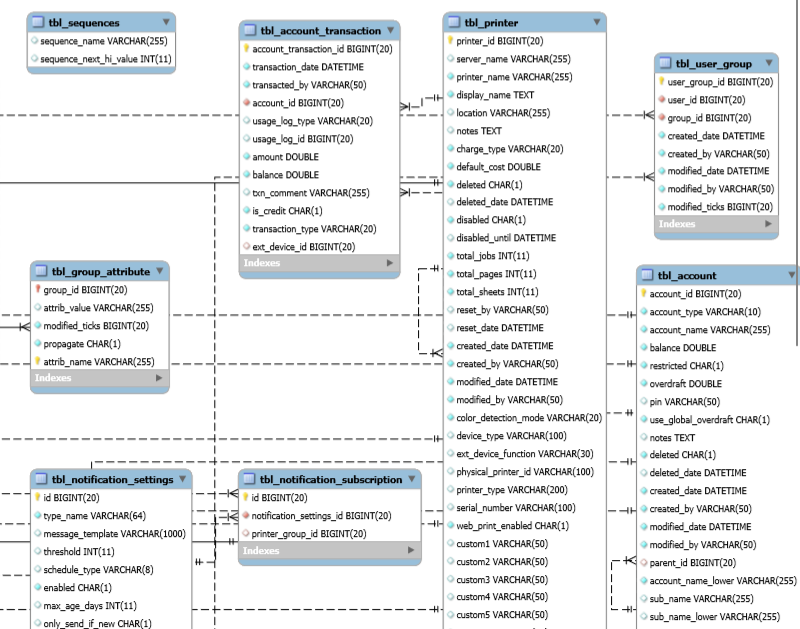 tbl_sequences
sequence_name VARCHAR(255)
sequence_next_hi_value INT(11)
tbl_account_transaction
account_transaction_id BIGINT(20)
transaction_date DATETIME
transacted_by VARCHAR(50)
account_id BIGINT(20)
usage_log_type VARCHAR(20)
usage_log_id BIGINT(20)
amount DOUBLE
balance DOUBLE
txn_comment VARCHAR(255)
is_credit CHAR(1)
transaction_type VARCHAR(20)
ext_device_id BIGINT(20)
Indexes
tbl_printer
printer_id BIGINT(20)
server_name VARCHAR(255)
printer_name VARCHAR(255)
display_name TEXT
location VARCHAR(255)
notes TEXT
charge_type VARCHAR(20)
default_cost DOUBLE
deleted CHAR(1)
deleted_date DATETIME
disabled CHAR(1)
disabled_until DATETIME
total_jobs INT(11)
total_pages INT(11)
total_sheets INT(11)
reset_by VARCHAR(50)
reset_date DATETIME
created_date DATETIME
created_by VARCHAR(50)
modified_date DATETIME
modified_by VARCHAR(50)
color_detection_mode VARCHAR(20)
device_type VARCHAR(100)
ext_device_function VARCHAR(30)
physical_printer_id VARCHAR(100)
printer_type VARCHAR(200)
serial_number VARCHAR(100)
web_print_enabled CHAR(1)
custom1 VARCHAR(50)
custom2 VARCHAR(50)
custom3 VARCHAR(50)
custom4 VARCHAR(50)
custom5 VARCHAR(50)
tbl_user_group
user_group_id BIGINT(20)
user_id BIGINT(20)
group_id BIGINT(20)
created_date DATETIME
created_by VARCHAR(50)
modified_date DATETIME
modified_by VARCHAR(50)
modified_ticks BIGINT(20)
Indexes
tbl_group_attribute
group_id BIGINT(20)
attrib_value VARCHAR(255)
modified_ticks BIGINT(20)
propagate CHAR(1)
attrib_name VARCHAR(255)
Indexes
tbl_account
account_id BIGINT(20)
account_type VARCHAR(10)
account_name VARCHAR(255)
balance DOUBLE
restricted CHAR(1)
overdraft DOUBLE
pin VARCHAR(50)
use_global_overdraft CHAR(1)
notes TEXT
deleted CHAR(1)
deleted_date DATETIME
created_date DATETIME
created_by VARCHAR(50)
modified_date DATETIME
modified_by VARCHAR(50)
parent_id BIGINT(20)
account_name_lower VARCHAR(255)
sub_name VARCHAR(255)
sub_name_lower VARCHAR(255)
tbl_notification_settings
id BIGINT(20)
type_name VARCHAR(64)
message_template VARCHAR(1000)
threshold INT(11)
schedule_type VARCHAR(8)
enabled CHAR(1)
max_age_days INT(11)
only_send_if_new CHAR(1)
tbl_notification_subscription
id BIGINT(20)
notification_settings_id BIGINT(20)
printer_group_id BIGINT(20)
Indexes